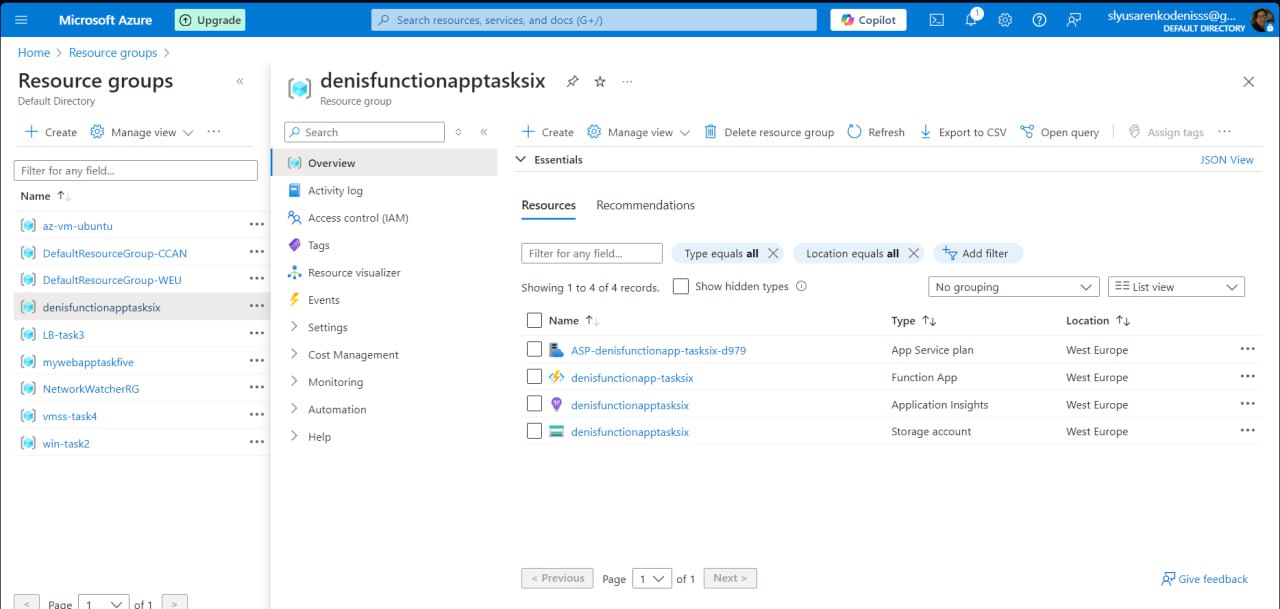 Microsoft Azure
Upgrade
Search resources, services, and docs (G+/)
Copilot
1
slyusarenkodenisss@g...
DEFAULT DIRECTORY
Home > Resource groups >
Resource groups
Default Directory
Create Manage view ...
Filter for any field...
Name
az-vm-ubuntu
DefaultResourceGroup-CCAN
DefaultResourceGroup-WEU
denisfunctionapptasksix
LB-task3
mywebapptaskfive
NetworkWatcherRG
vmss-task4
win-task2
< Page 1 of 1 >
denisfunctionapptasksix
Resource group
Search
Overview
Activity log
Access control (IAM)
Tags
Resource visualizer
Events
Settings
Cost Management
Monitoring
Automation
Help
Create Manage view Delete resource group Refresh Export to CSV Open query Assign tags ...
Essentials
JSON View
Resources Recommendations
Filter for any field... Type equals all Location equals all Add filter
Showing 1 to 4 of 4 records. Show hidden types
No grouping List view
Name Type Location
ASP-denisfunctionapp-tasksix-d979 App Service plan West Europe
denisfunctionapp-tasksix Function App West Europe
denisfunctionapptasksix Application Insights West Europe
denisfunctionapptasksix Storage account West Europe
< Previous Page 1 of 1 Next >
Give feedback